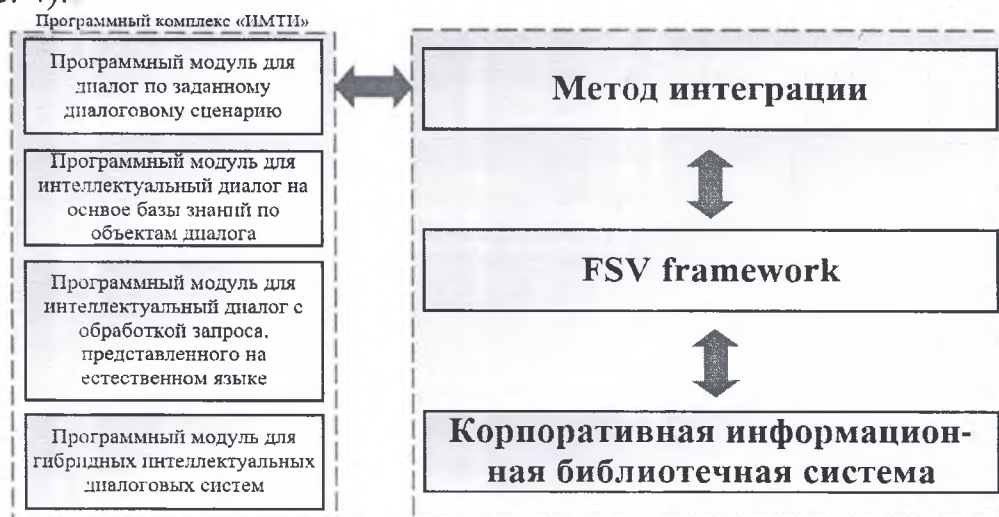 Программный комплекс «ИМТИ»
Программный модуль для
диалог по заданному
диалоговому сценарию
Программный модуль для
интеллектуальный диалог на
оснвое базы знаний по
объектам диалога
Программный модуль для
интеллектуальный диалог с
обработкой запроса,
представленного на
естественном языке
Программный модуль для
гибридных интеллектуальных
диалоговых систем
Метод интеграции
FSV framework
Корпоративная информацион-
ная библиотечная система